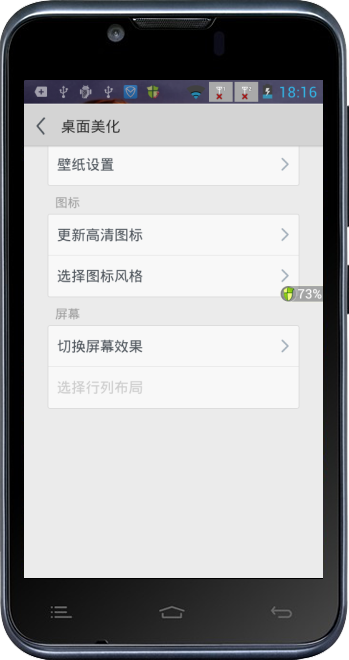 18:16
桌面美化
壁纸设置
图标
更新高清图标
选择图标风格
73%
屏幕
切换屏幕效果
选择行列布局